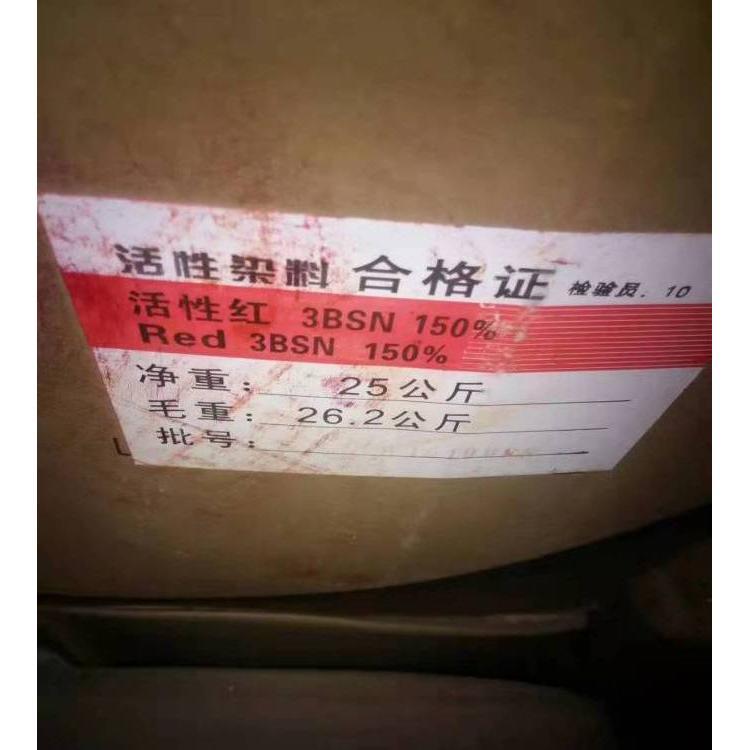 活性染料 合格证 检验员. 10
活性红 3BSN 150%
Red 3BSN 150%
净重: 25公斤
毛重: 26.2公斤
批号: